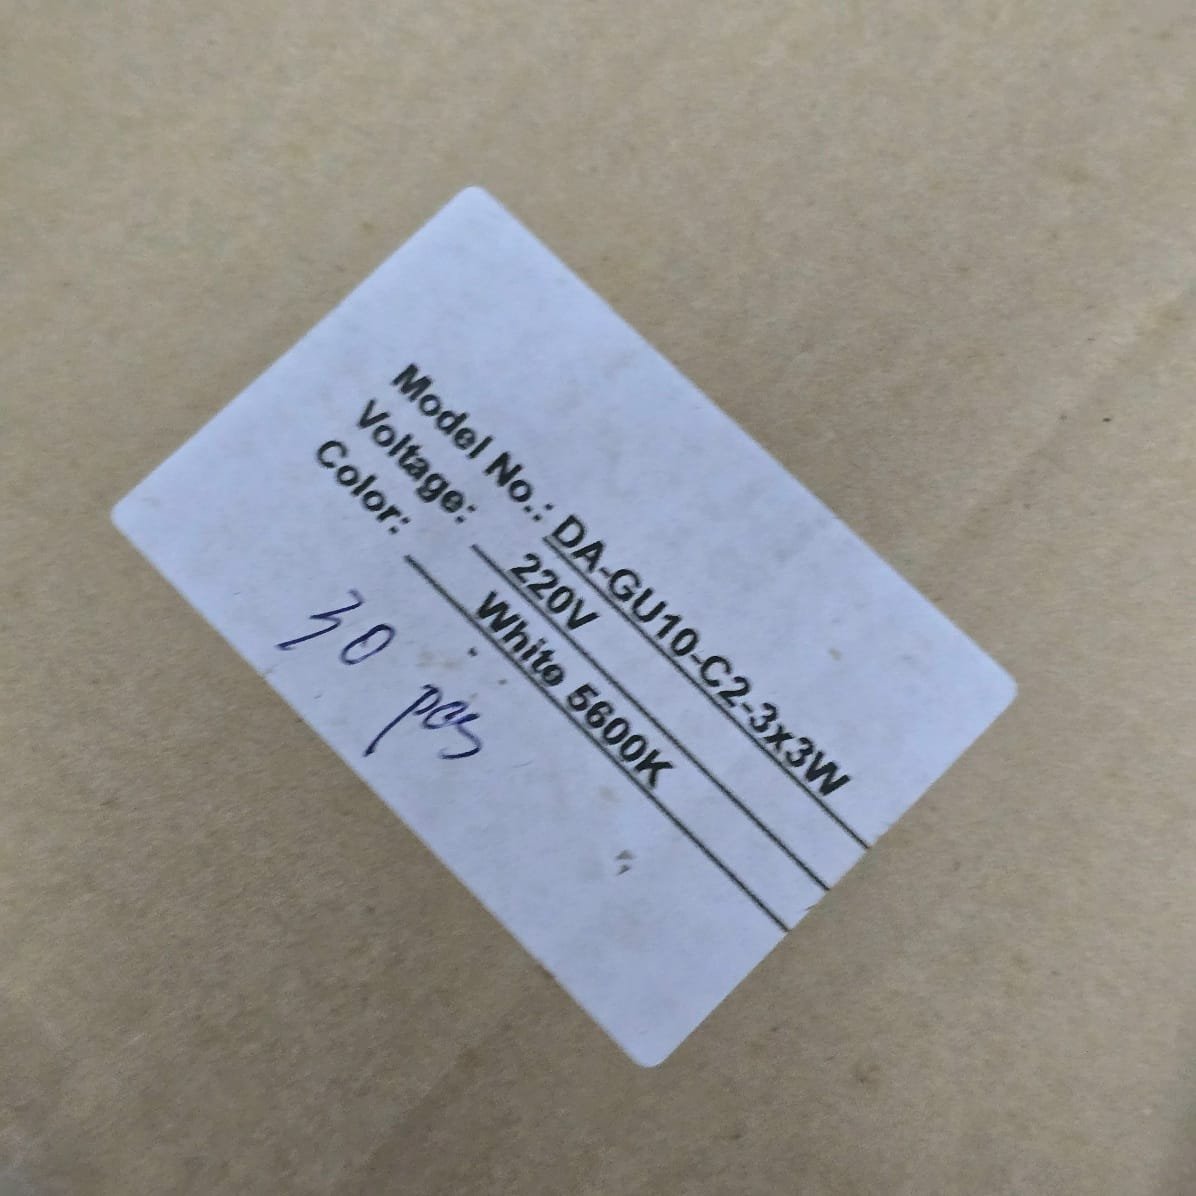 Model No.: DA-GU10-C2-3x3W
Voltage: 220V
Color: White 5600K
30 pcs